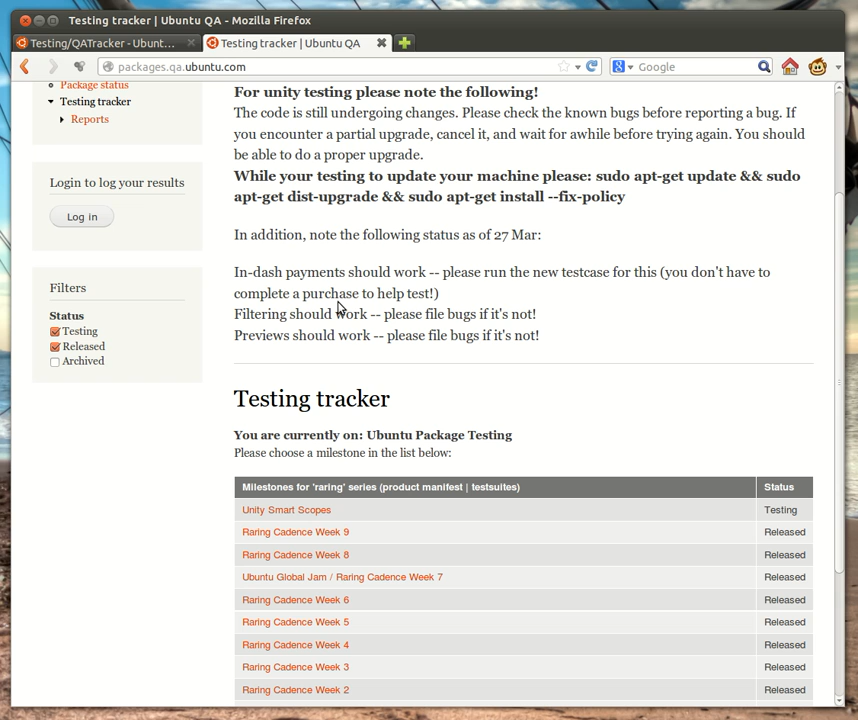 Testing tracker | Ubuntu QA - Mozilla Firefox
Testing/QATracker - Ubunt...
Testing tracker | Ubuntu QA
packages.qa.ubuntu.com
Google
Package status
Testing tracker
Reports
Login to log your results
Log in
Filters
Status
Testing
Released
Archived
For unity testing please note the following!
The code is still undergoing changes. Please check the known bugs before reporting a bug. If
you encounter a partial upgrade, cancel it, and wait for awhile before trying again. You should
be able to do a proper upgrade.
While your testing to update your machine please: sudo apt-get update && sudo
apt-get dist-upgrade && sudo apt-get install --fix-policy
In addition, note the following status as of 27 Mar:
In-dash payments should work -- please run the new testcase for this (you don't have to
complete a purchase to help test!)
Filtering should work -- please file bugs if it's not!
Previews should work -- please file bugs if it's not!
Testing tracker
You are currently on: Ubuntu Package Testing
Please choose a milestone in the list below:
Milestones for 'raring' series (product manifest | testsuites) Status
Unity Smart Scopes Testing
Raring Cadence Week 9 Released
Raring Cadence Week 8 Released
Ubuntu Global Jam / Raring Cadence Week 7 Released
Raring Cadence Week 6 Released
Raring Cadence Week 5 Released
Raring Cadence Week 4 Released
Raring Cadence Week 3 Released
Raring Cadence Week 2 Released